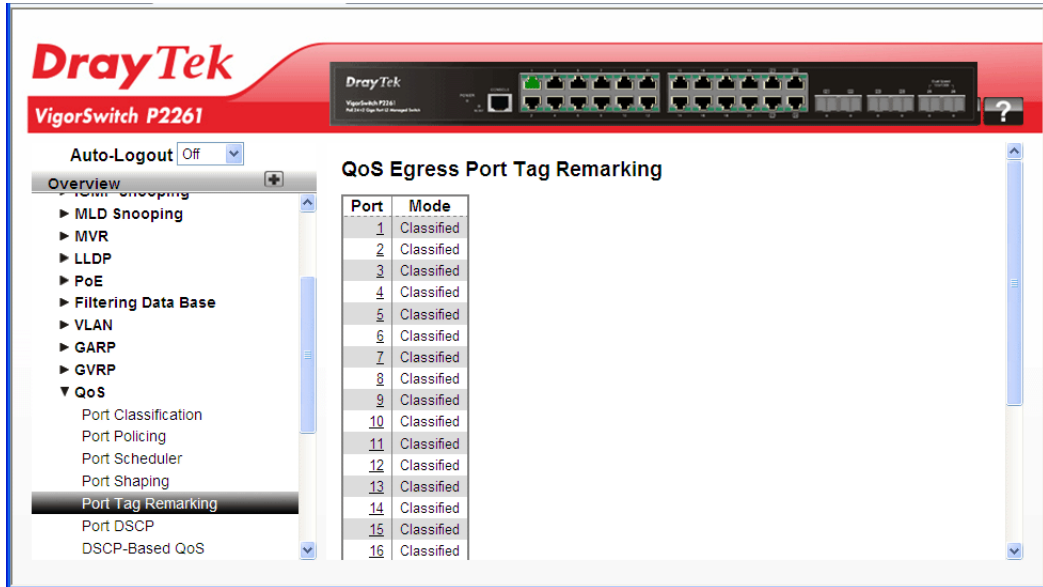 DrayTek
VigorSwitch P2261
DrayTek
VigorSwitch P2261
POWER
CONSOLE
?
Auto-Logout Off
Overview
IGMP Snooping
MLD Snooping
MVR
LLDP
PoE
Filtering Data Base
VLAN
GARP
GVRP
QoS
Port Classification
Port Policing
Port Scheduler
Port Shaping
Port Tag Remarking
Port DSCP
DSCP-Based QoS
QoS Egress Port Tag Remarking
Port Mode
1 Classified
2 Classified
3 Classified
4 Classified
5 Classified
6 Classified
7 Classified
8 Classified
9 Classified
10 Classified
11 Classified
12 Classified
13 Classified
14 Classified
15 Classified
16 Classified